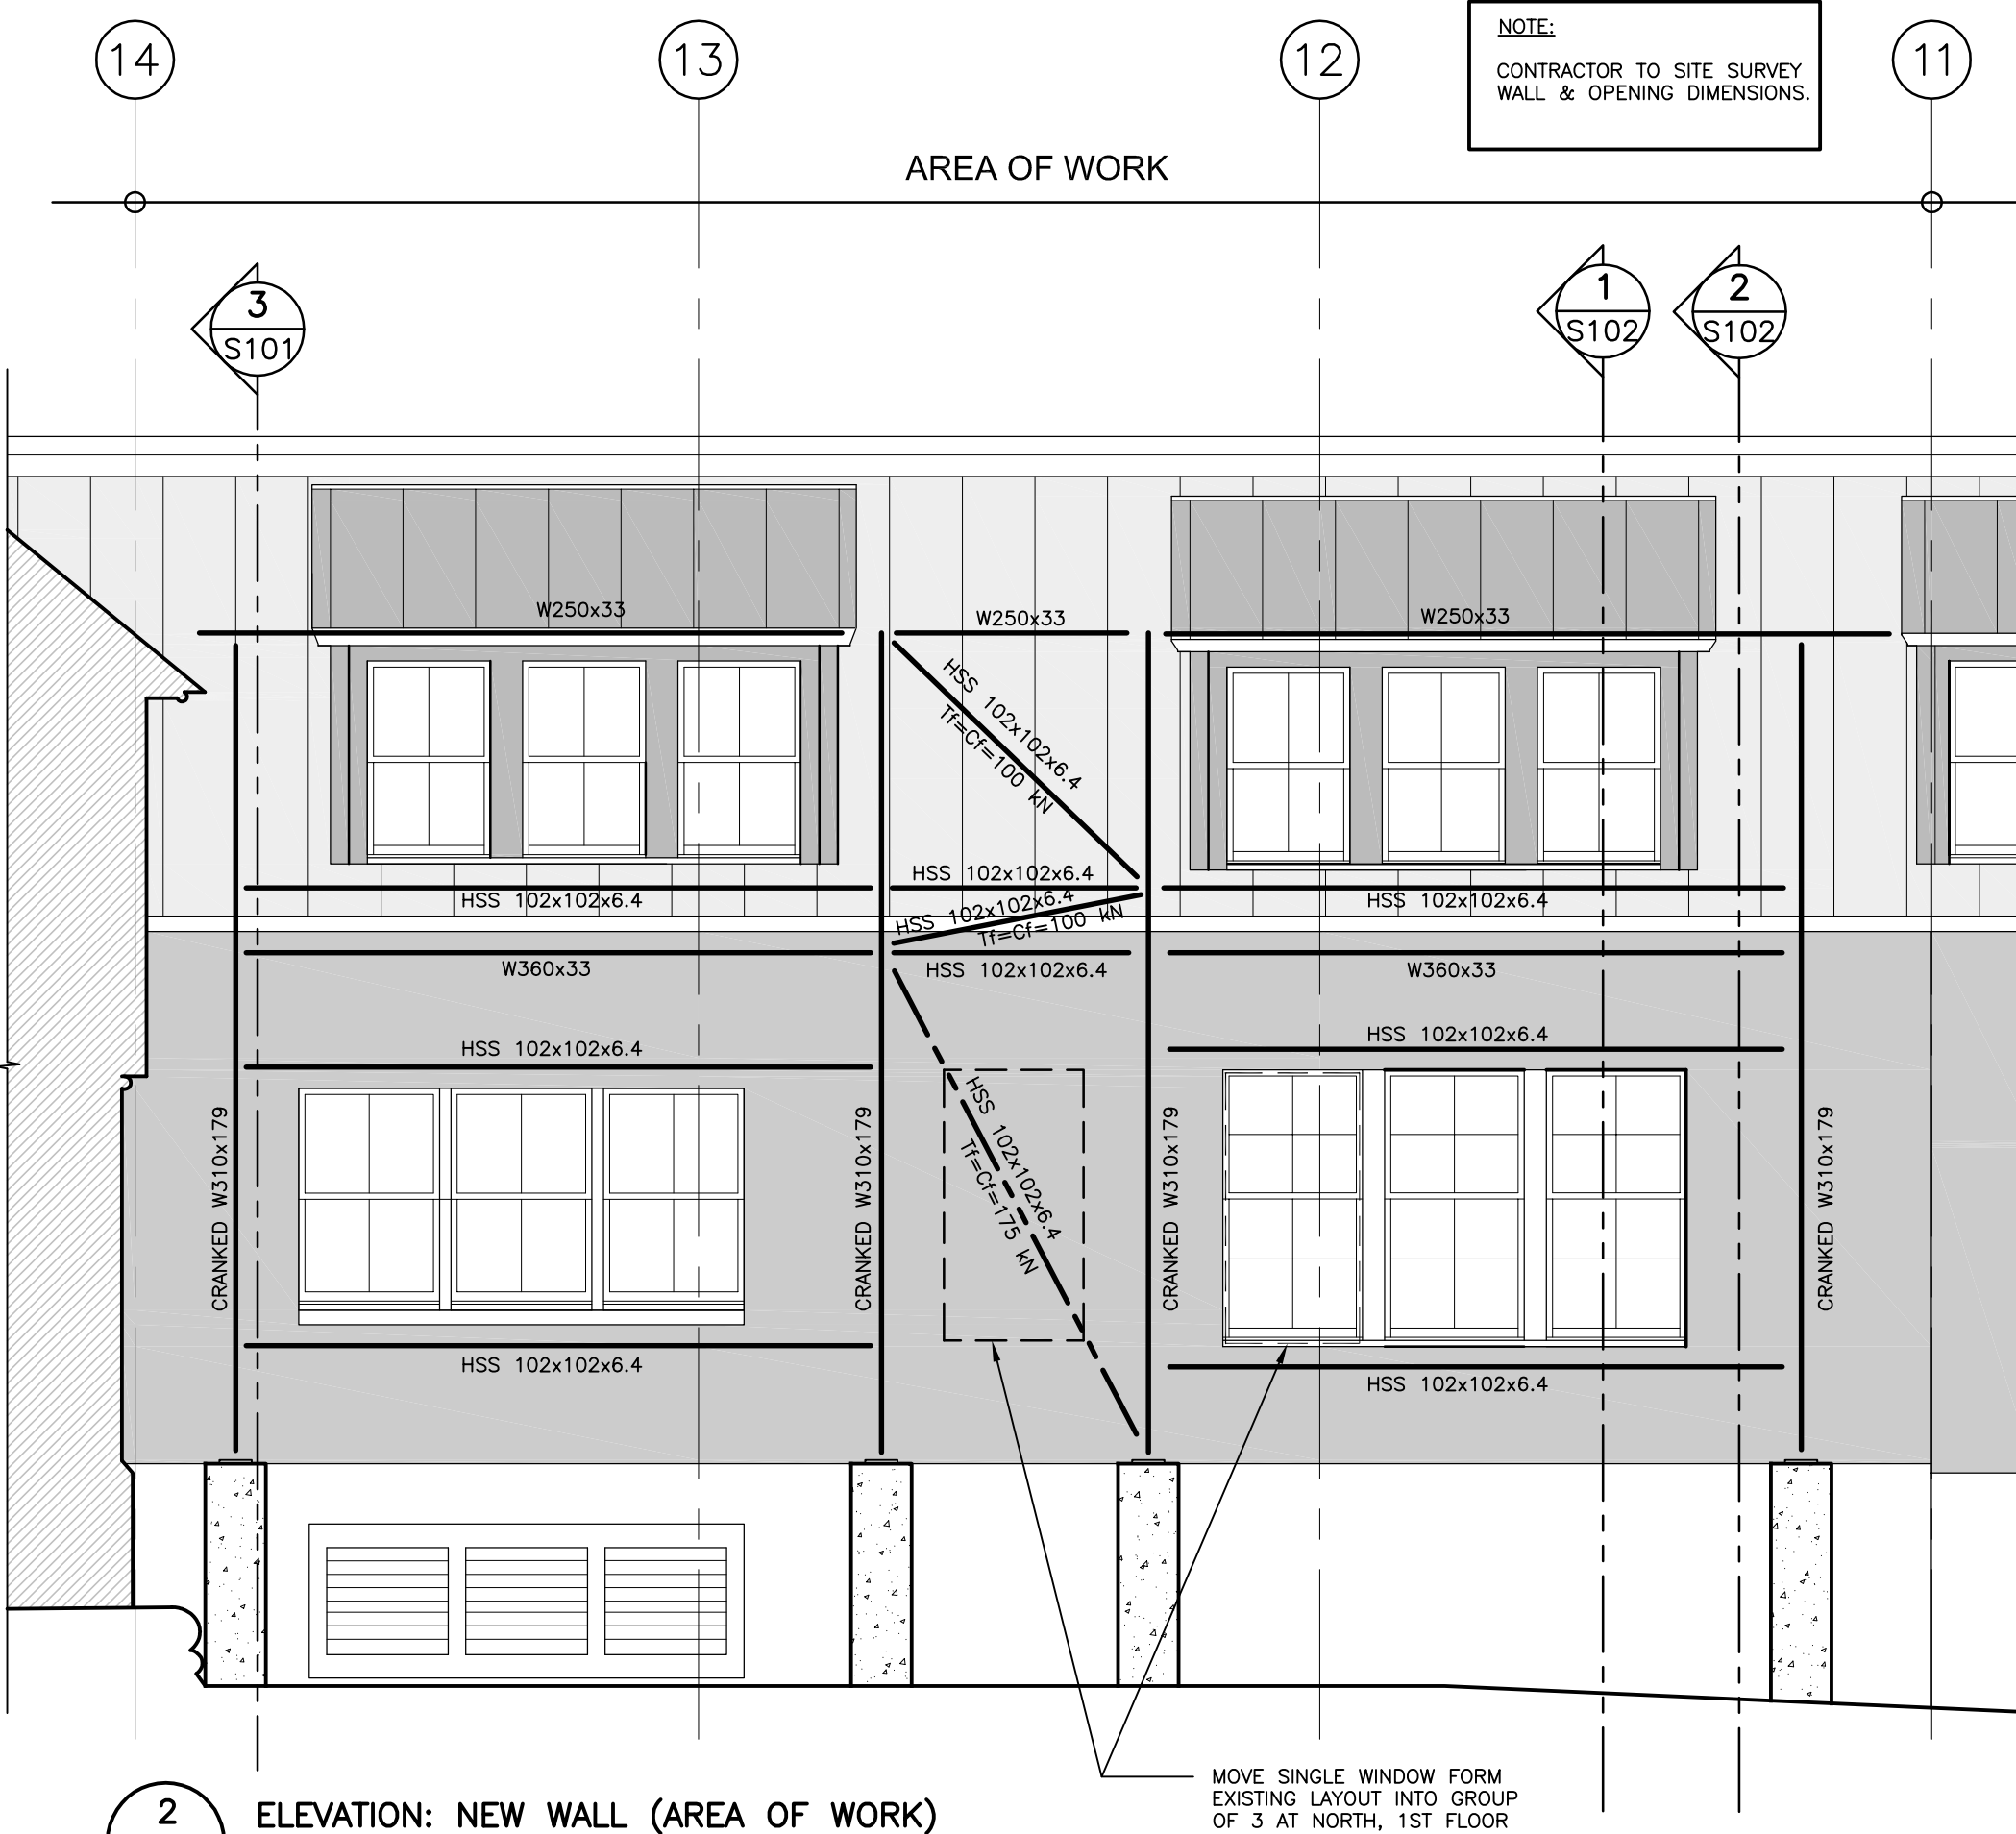 NOTE:
CONTRACTOR TO SITE SURVEY
WALL & OPENING DIMENSIONS.
14
13
12
11
AREA OF WORK
3
S101
1
S102
2
S102
W250x33
W250x33
W250x33
HSS 102x102x6.4
Tf=Cf=100 kN
HSS 102x102x6.4
HSS 102x102x6.4
HSS 102x102x6.4
HSS 102x102x6.4
Tf=Cf=100 kN
W360x33
HSS 102x102x6.4
W360x33
HSS 102x102x6.4
HSS 102x102x6.4
HSS 102x102x6.4
Tf=Cf=175 kN
CRANKED W310x179
CRANKED W310x179
CRANKED W310x179
CRANKED W310x179
HSS 102x102x6.4
HSS 102x102x6.4
MOVE SINGLE WINDOW FORM
EXISTING LAYOUT INTO GROUP
OF 3 AT NORTH, 1ST FLOOR
2
ELEVATION: NEW WALL (AREA OF WORK)